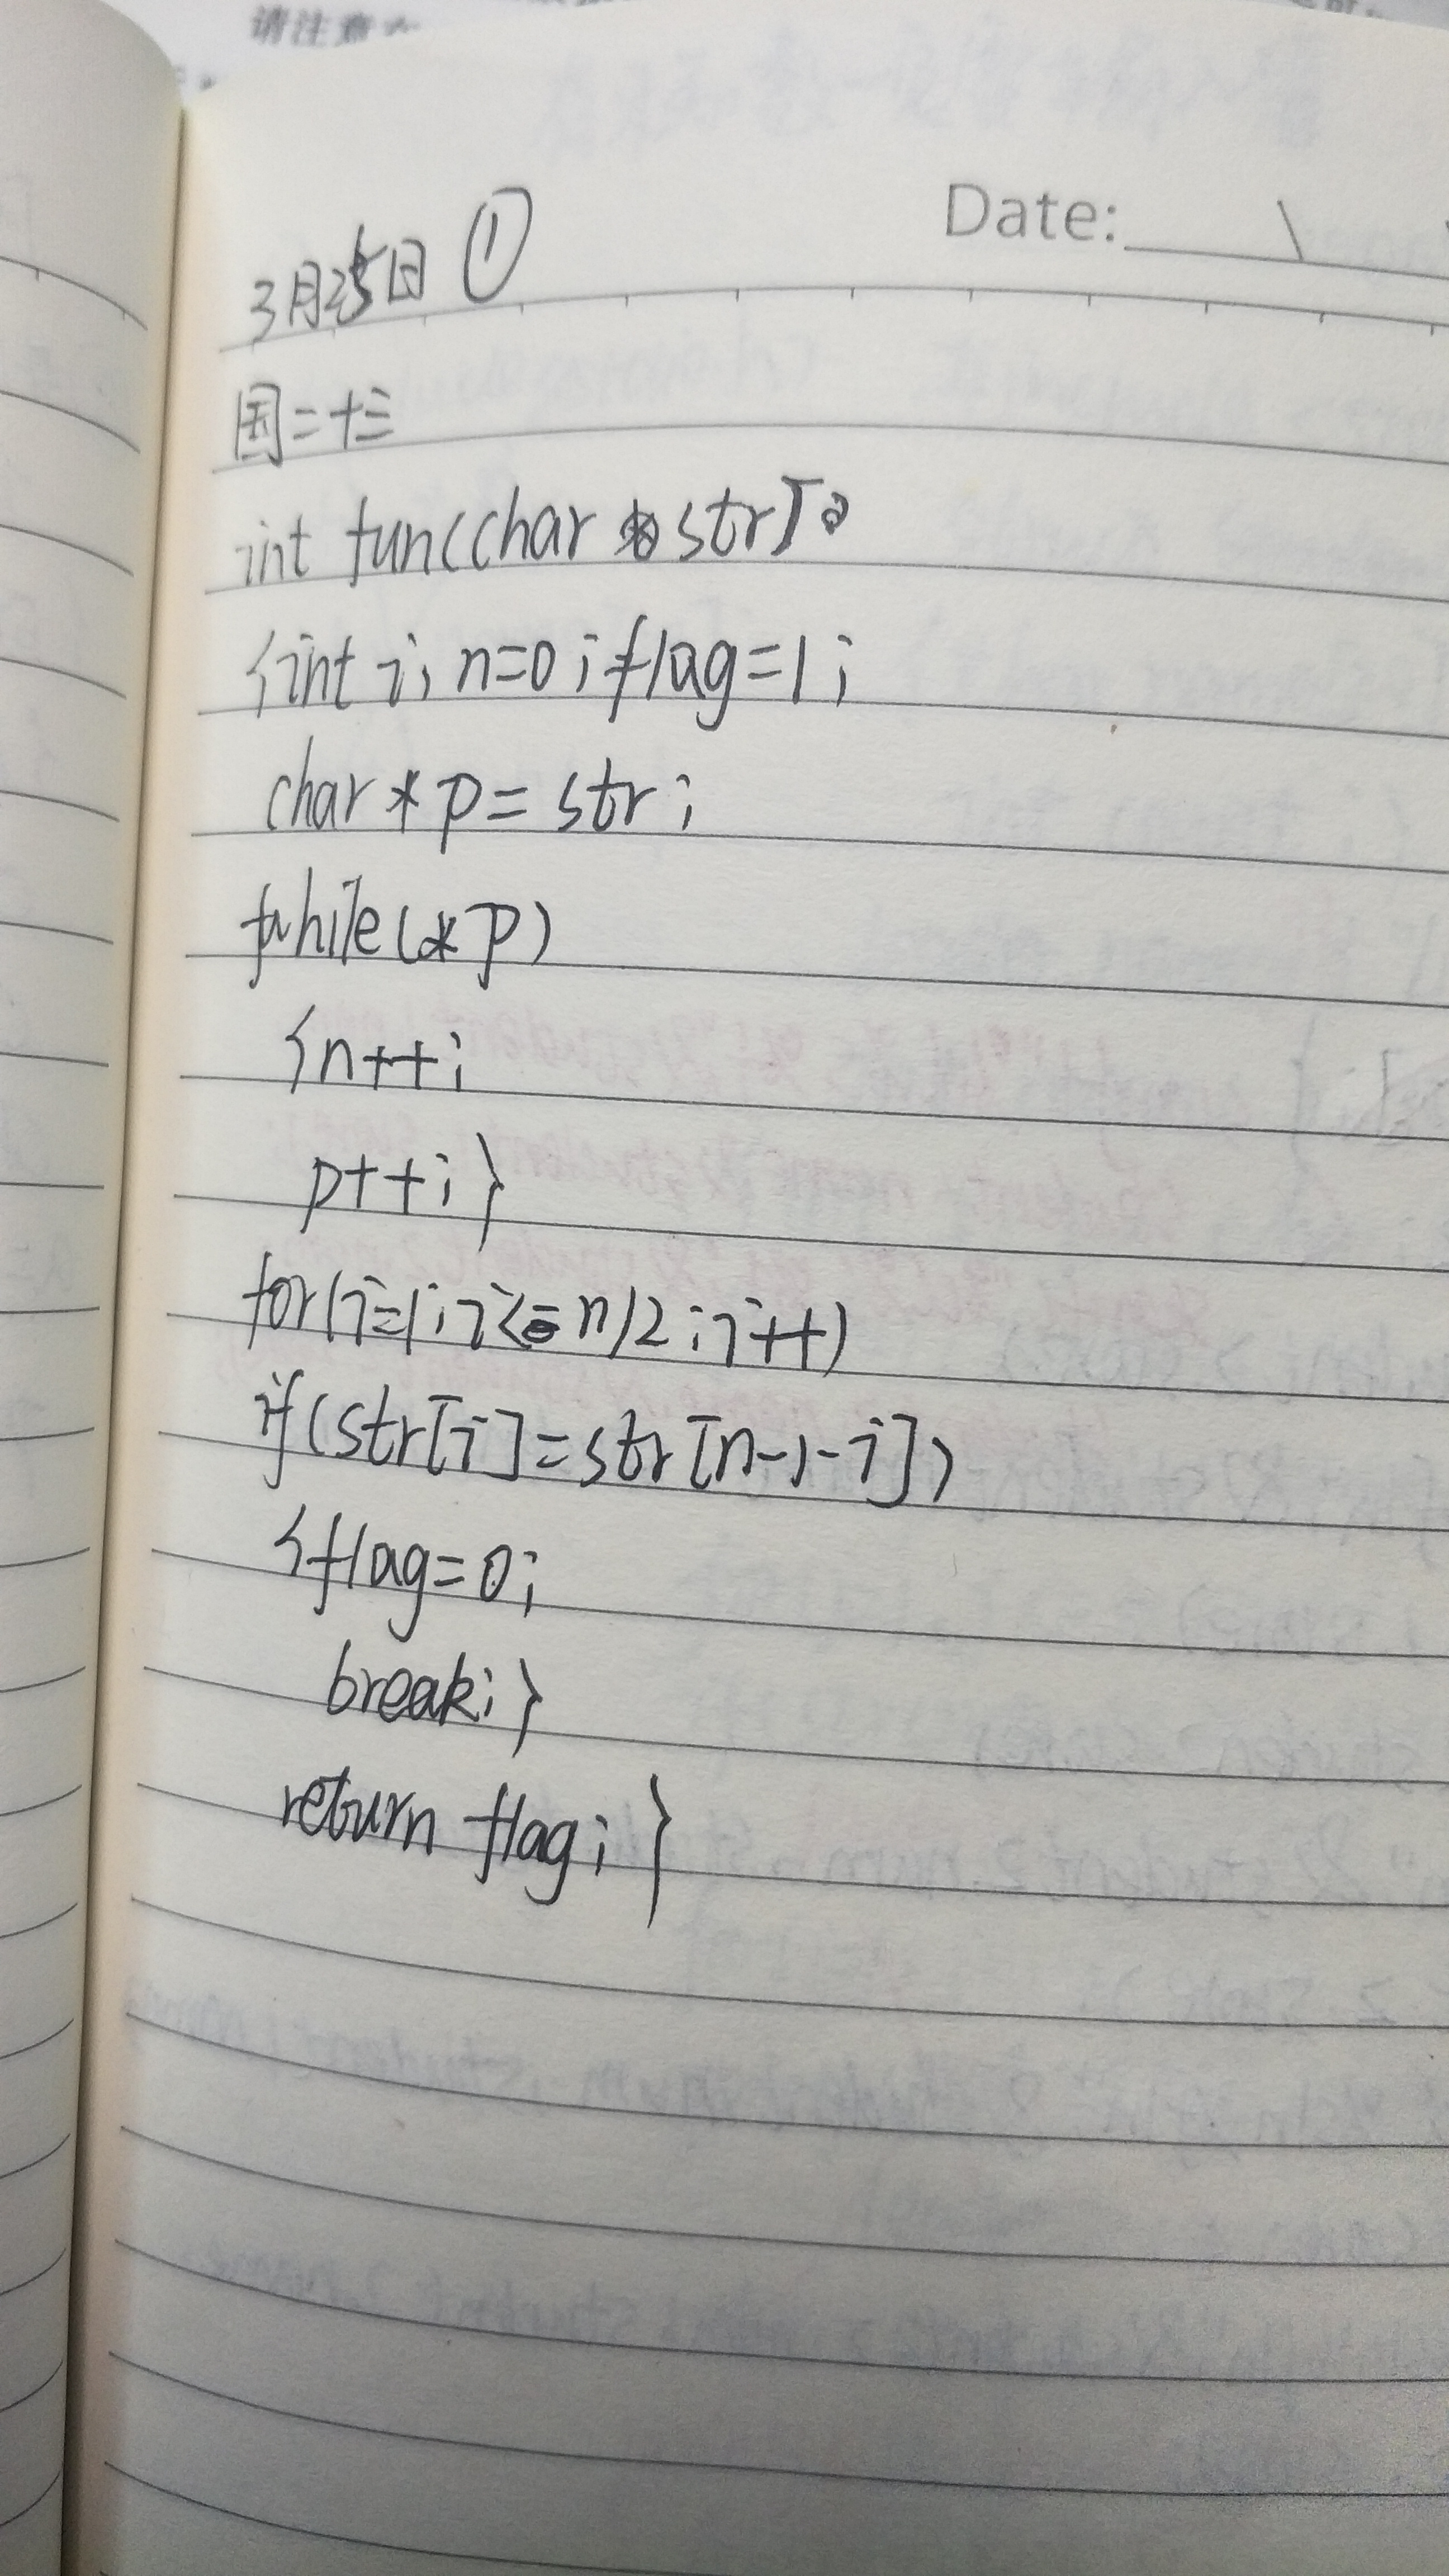 请注意
Date:
3月25日 ①
国二十三
int fun(char *str)
{int i, n=0; flag=1;
char * p = str;
while(*p)
{n++;
p++; }
for(i=1;i<=n/2;i++)
if(str[i]=str[n-1-i])
{flag=0;
break; }
return flag; }